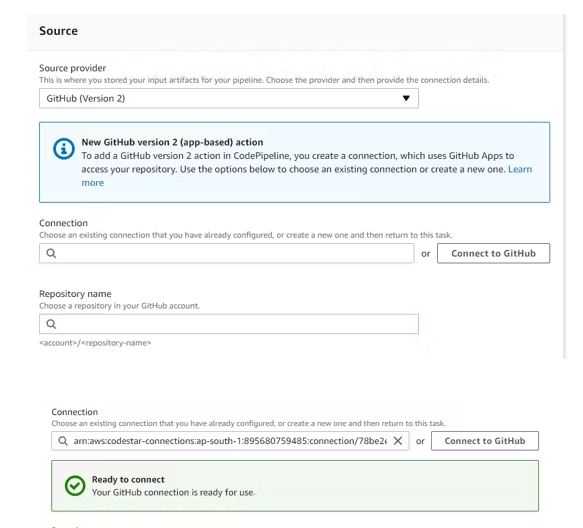 Source
Source provider
This is where you stored your input artifacts for your pipeline. Choose the provider and then provide the connection details.
GitHub (Version 2)
New GitHub version 2 (app-based) action
To add a GitHub version 2 action in CodePipeline, you create a connection, which uses GitHub Apps to
access your repository. Use the options below to choose an existing connection or create a new one. Learn
more
Connection
Choose an existing connection that you have already configured, or create a new one and then return to this task.
or Connect to GitHub
Repository name
Choose a repository in your GitHub account.
<account>/<repository-name>
Connection
Choose an existing connection that you have already configured, or create a new one and then return to this task.
arn:aws:codestar-connections:ap-south-1:895680759485:connection/78be2 or Connect to GitHub
Ready to connect
Your GitHub connection is ready for use.